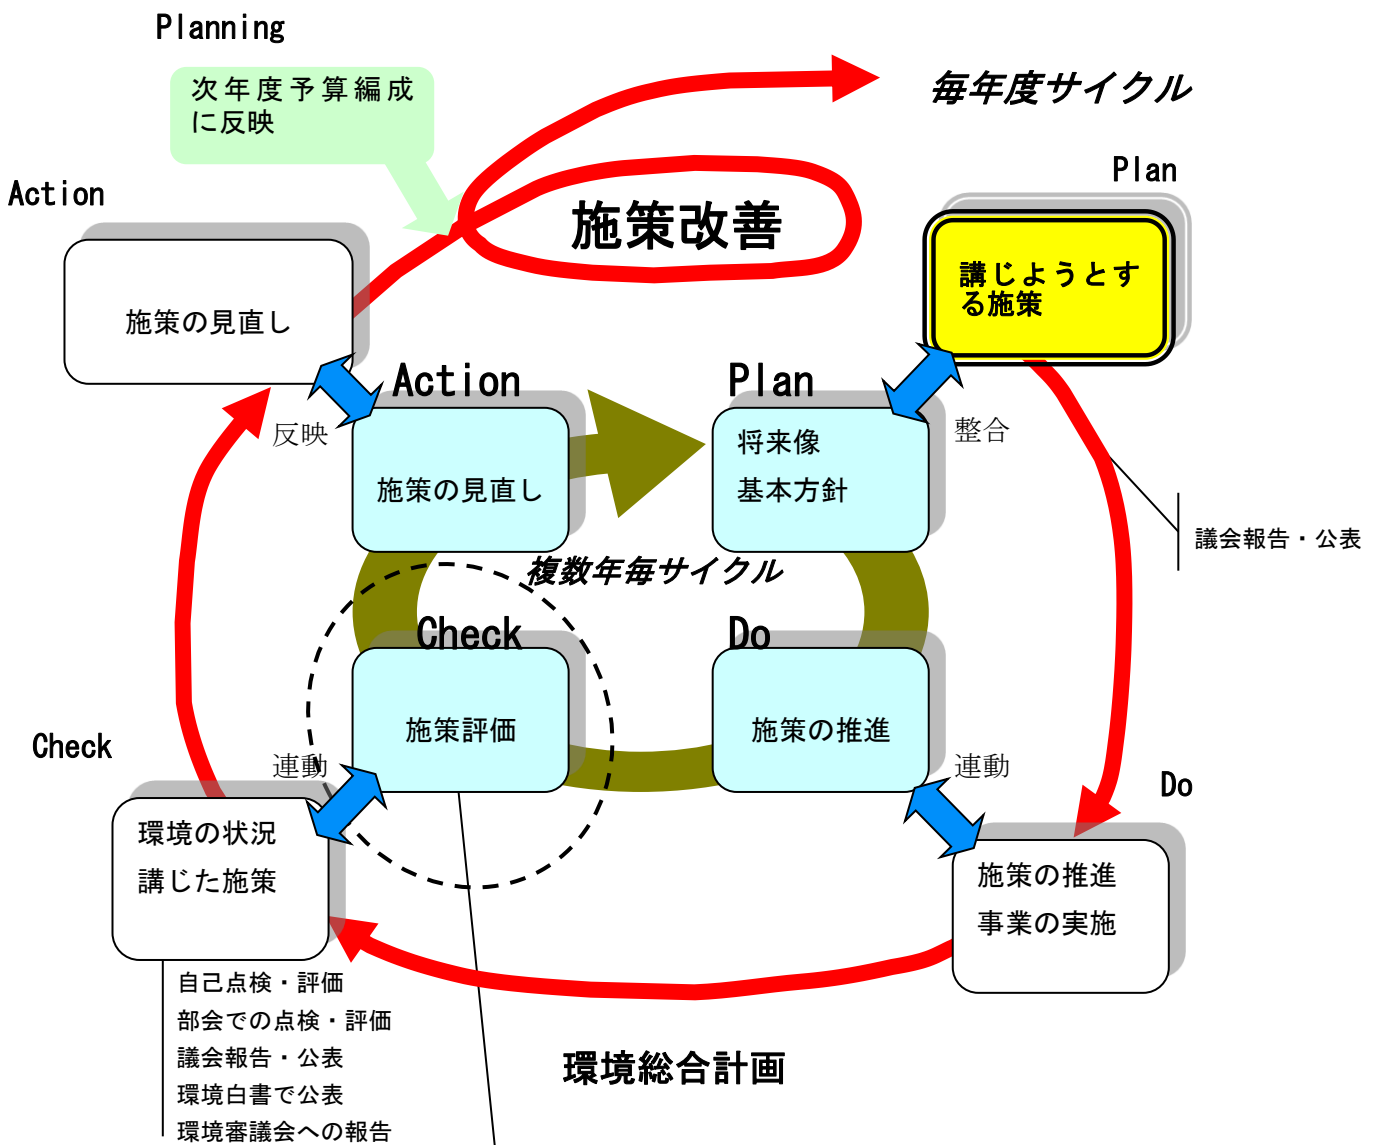 Planning
次年度予算編成
に反映
毎年度サイクル
Action
施策の見直し
施策改善
Plan
講じようとす
る施策
反映
Action
施策の見直し
Plan
将来像
基本方針
整合
議会報告・公表
複数年毎サイクル
Check
施策評価
Do
施策の推進
連動
連動
Check
環境の状況
講じた施策
Do
施策の推進
事業の実施
自己点検・評価
部会での点検・評価
議会報告・公表
環境白書で公表
環境審議会への報告
環境総合計画